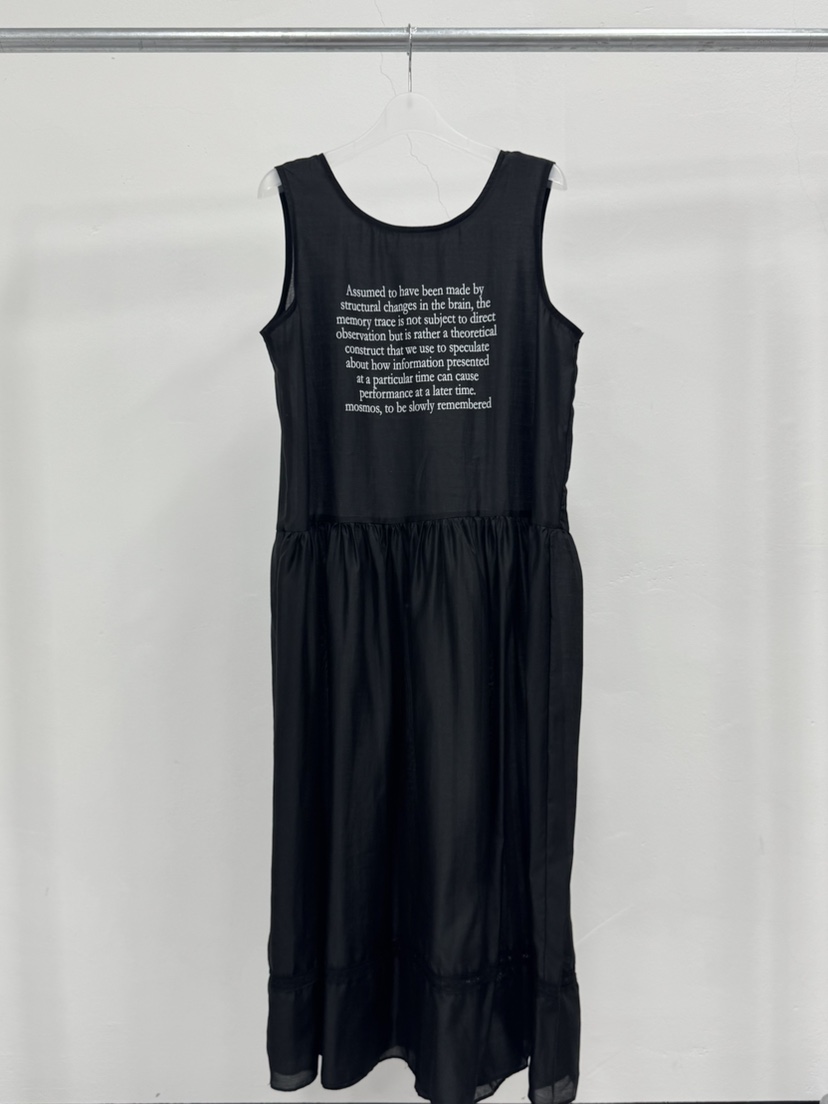 Assumed to have been made by
structural changes in the brain, the
memory trace is not subject to direct
observation but is rather a theoretical
construct that we use to speculate
about how information presented
at a particular time can cause
performance at a later time.
mosmos, to be slowly remembered